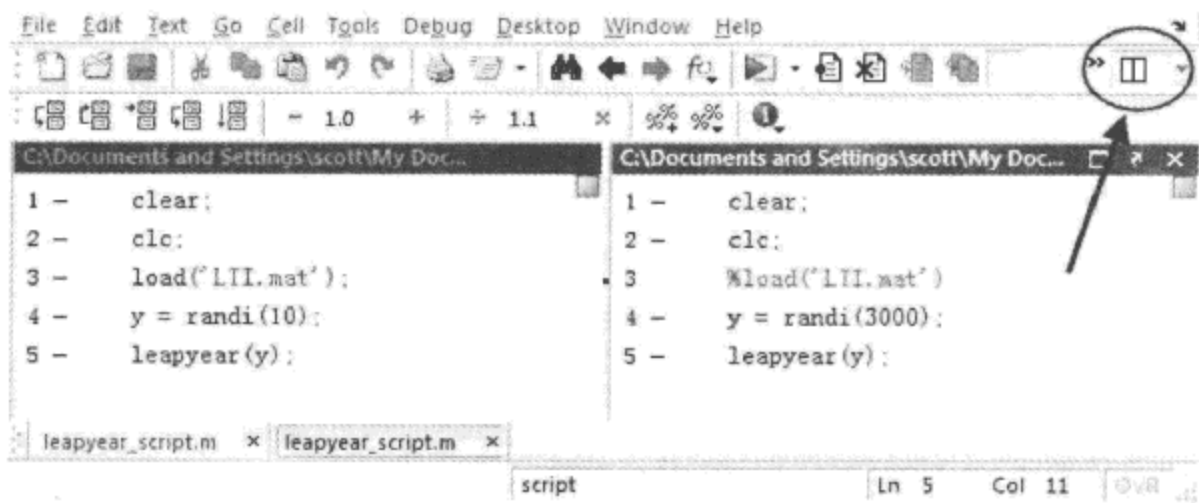 File Edit Text Go Cell Tools Debug Desktop Window Help
- 1.0 + ÷ 1.1 ×
C:\Documents and Settings\scott\My Doc...
1 - clear;
2 - clc;
3 - load('LII.mat');
4 - y = randi(10);
5 - leapyear(y);
C:\Documents and Settings\scott\My Doc...
1 - clear;
2 - clc;
3 %load('LII.mat')
4 - y = randi(3000);
5 - leapyear(y);
leapyear_script.m × leapyear_script.m ×
script Ln 5 Col 11 OVR